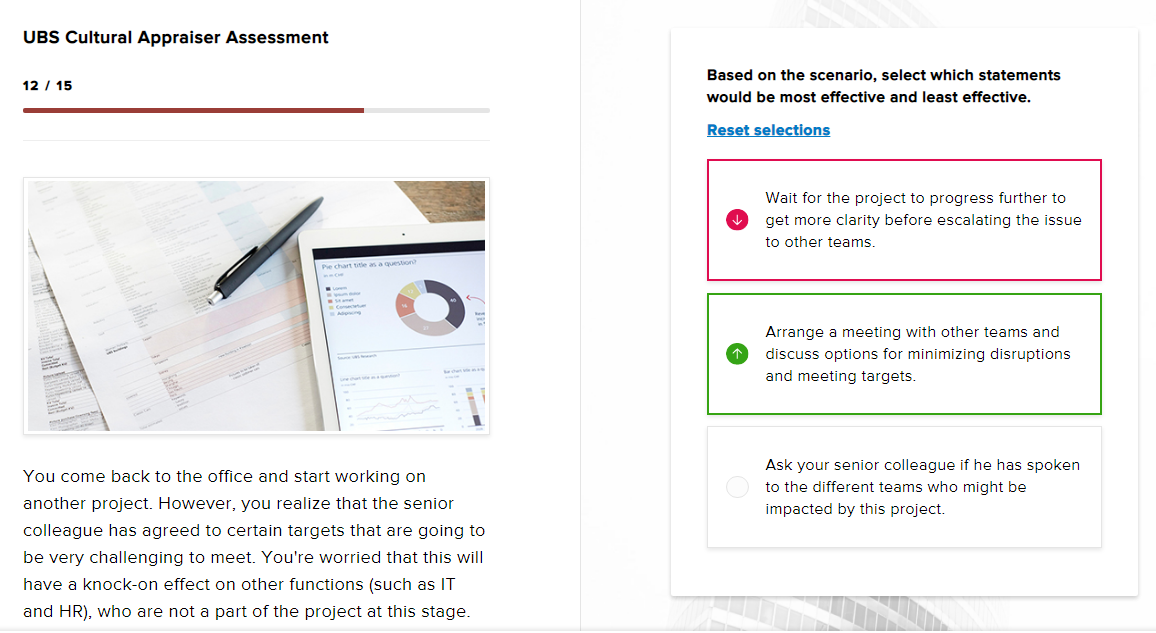 UBS Cultural Appraiser Assessment
12 / 15
Pie chart title as a question?
You come back to the office and start working on
another project. However, you realize that the senior
colleague has agreed to certain targets that are going to
be very challenging to meet. You're worried that this will
have a knock-on effect on other functions (such as IT
and HR), who are not a part of the project at this stage.
Based on the scenario, select which statements
would be most effective and least effective.
Reset selections
Wait for the project to progress further to
get more clarity before escalating the issue
to other teams.
Arrange a meeting with other teams and
discuss options for minimizing disruptions
and meeting targets.
Ask your senior colleague if he has spoken
to the different teams who might be
impacted by this project.